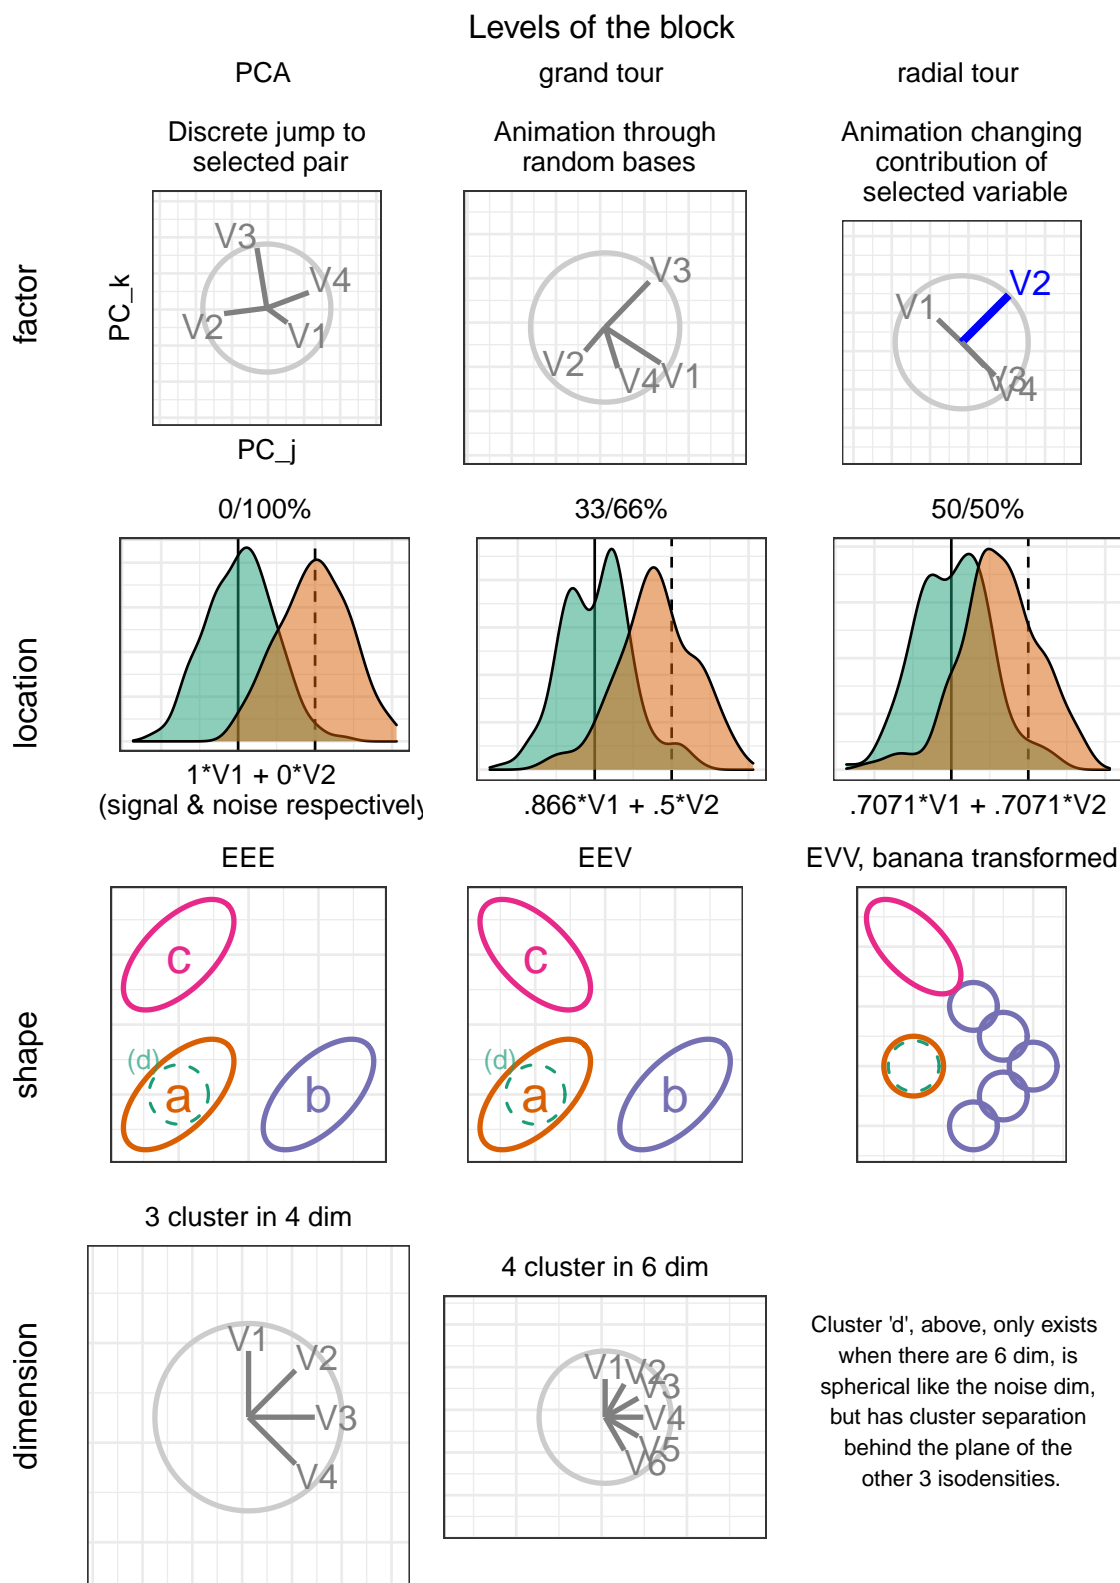 Levels of the block
PCA
grand tour
radial tour
factor
Discrete jump to
selected pair
Animation through
random bases
Animation changing
contribution of
selected variable
PC_k
V3
V4
V2
V1
PC_j
V3
V2
V4
V1
V2
V1
V3
V4
location
0/100%
33/66%
50/50%
1*V1 + 0*V2
(signal & noise respectively
.866*V1 + .5*V2
.7071*V1 + .7071*V2
shape
EEE
EEV
EVV, banana transformed
c
(d)
a
b
c
(d)
a
b
dimension
3 cluster in 4 dim
V1
V2
V3
V4
4 cluster in 6 dim
V1
V2
V3
V4
V5
V6
Cluster 'd', above, only exists
when there are 6 dim, is
spherical like the noise dim,
but has cluster separation
behind the plane of the
other 3 isodensities.